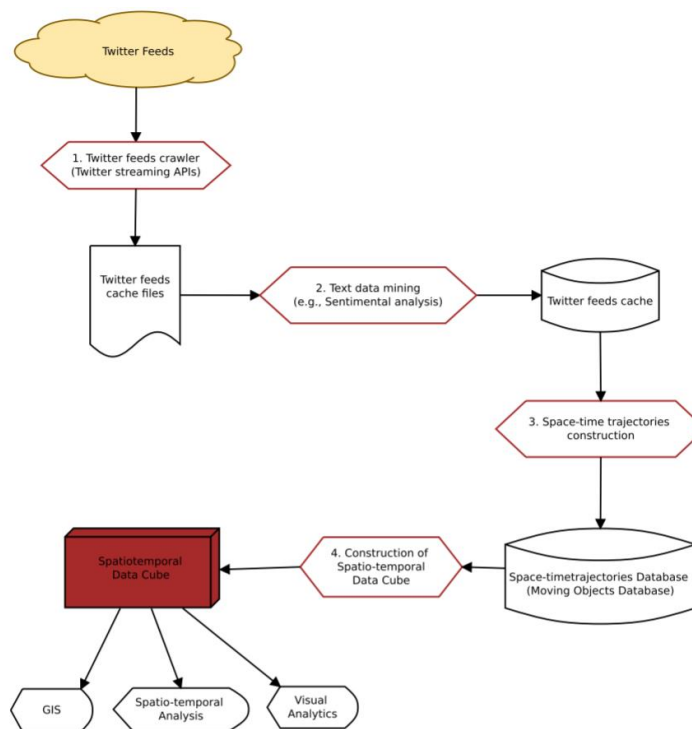 Twitter Feeds
1. Twitter feeds crawler
(Twitter streaming APIs)
Twitter feeds
cache files
2. Text data mining
(e.g., Sentimental analysis)
Twitter feeds cache
3. Space-time trajectories
construction
Spatiotemporal
Data Cube
4. Construction of
Spatio-temporal
Data Cube
Space-timetrajectories Database
(Moving Objects Database)
GIS
Spatio-temporal
Analysis
Visual
Analytics